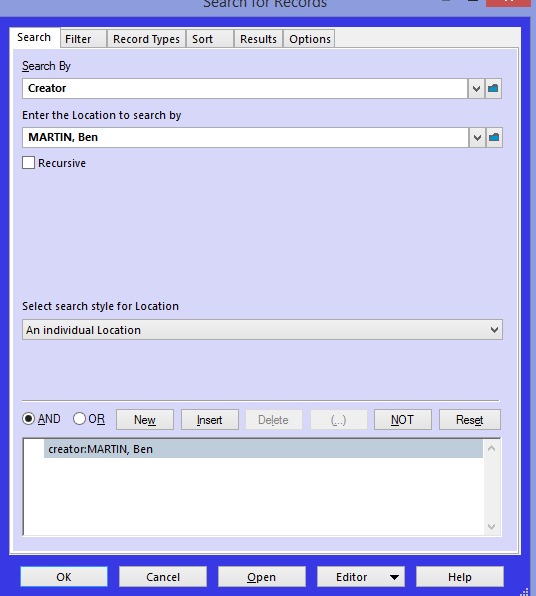 Search for Records
Search Filter Record Types Sort Results Options
Search By
Creator
Enter the Location to search by
MARTIN, Ben
Recursive
Select search style for Location
An individual Location
AND OR New Insert Delete (...) NOT Reset
creator:MARTIN, Ben
OK Cancel Open Editor Help